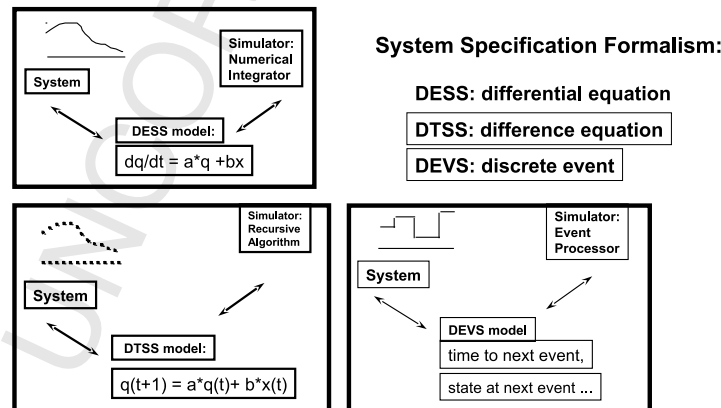 System Specification Formalism:
DESS: differential equation
DTSS: difference equation
DEVS: discrete event
Simulator:
Numerical
Integrator
System
DESS model:
dq/dt = a*q +bx
Simulator:
Recursive
Algorithm
System
DTSS model:
q(t+1) = a*q(t)+ b*x(t)
Simulator:
Event
Processor
System
DEVS model
time to next event,
state at next event ...